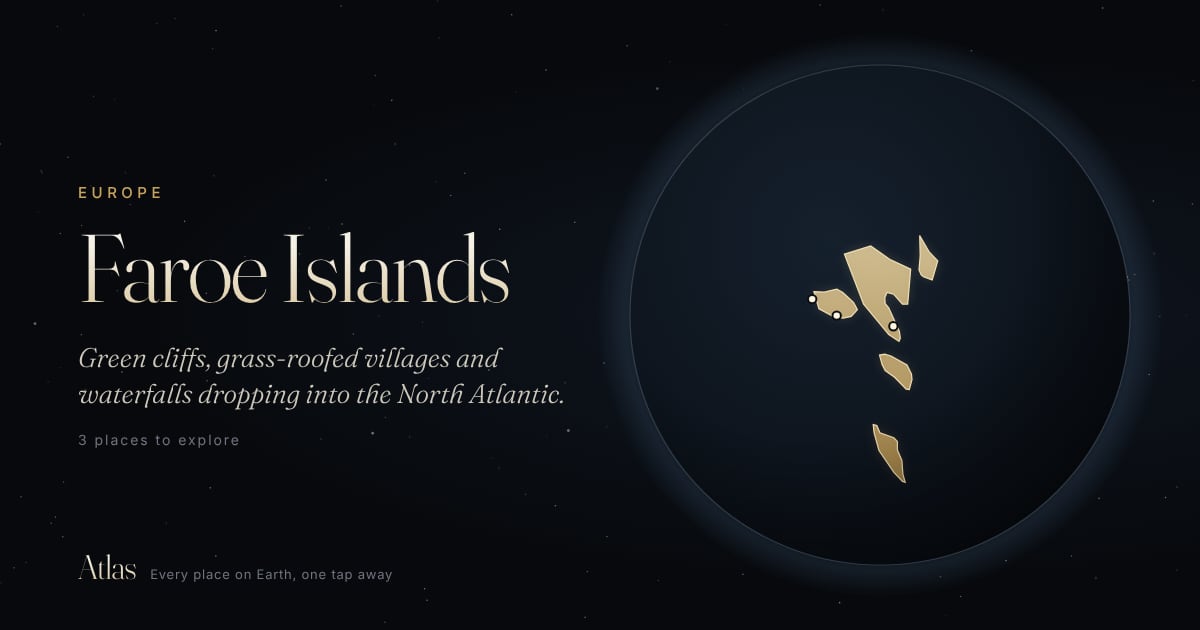 EUROPE
Faroe Islands
Green cliffs, grass-roofed villages and
waterfalls dropping into the North Atlantic.
3 places to explore
Atlas Every place on Earth, one tap away